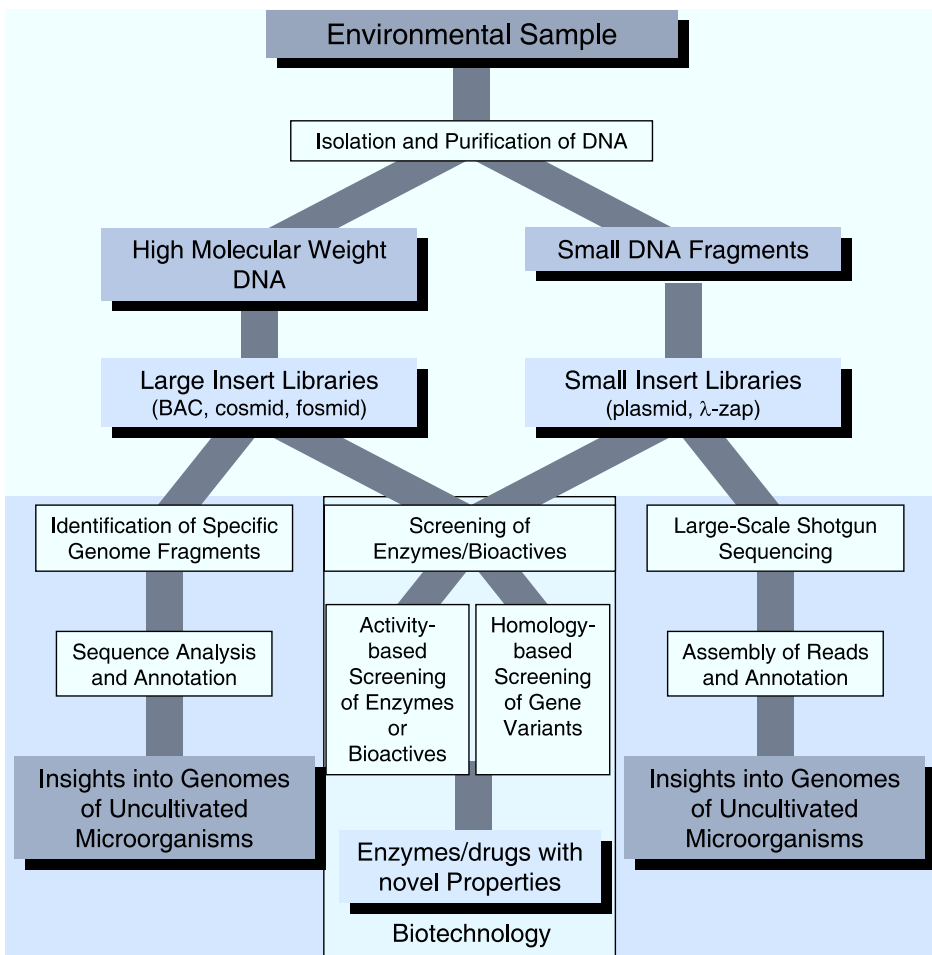 Environmental Sample
Isolation and Purification of DNA
High Molecular Weight
DNA
Small DNA Fragments
Large Insert Libraries
(BAC, cosmid, fosmid)
Small Insert Libraries
(plasmid, λ-zap)
Identification of Specific
Genome Fragments
Screening of
Enzymes/Bioactives
Large-Scale Shotgun
Sequencing
Sequence Analysis
and Annotation
Activity-
based
Screening
of Enzymes
or
Bioactives
Homology-
based
Screening
of Gene
Variants
Assembly of Reads
and Annotation
Insights into Genomes
of Uncultivated
Microorganisms
Enzymes/drugs with
novel Properties
Biotechnology
Insights into Genomes
of Uncultivated
Microorganisms